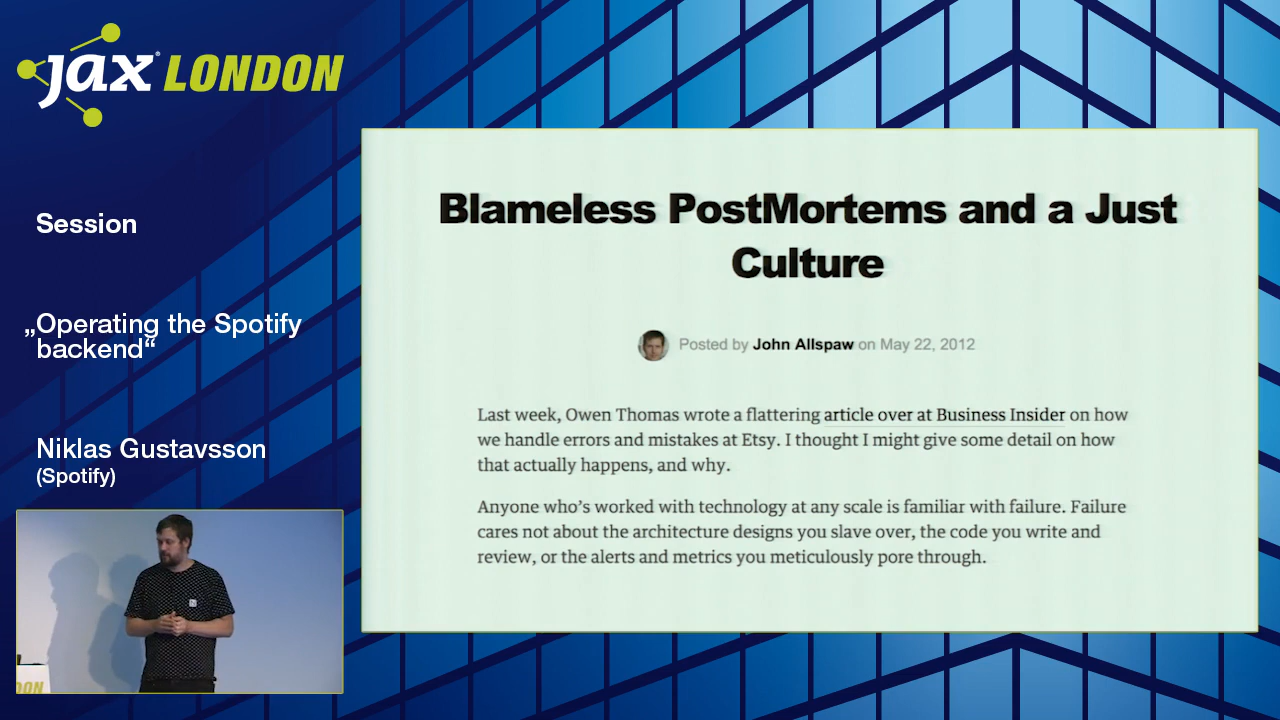 jax® LONDON
Session
„Operating the Spotify
backend“
Niklas Gustavsson
(Spotify)
Blameless PostMortems and a Just
Culture
Posted by John Allspaw on May 22, 2012
Last week, Owen Thomas wrote a flattering article over at Business Insider on how
we handle errors and mistakes at Etsy. I thought I might give some detail on how
that actually happens, and why.
Anyone who’s worked with technology at any scale is familiar with failure. Failure
cares not about the architecture designs you slave over, the code you write and
review, or the alerts and metrics you meticulously pore through.
DON